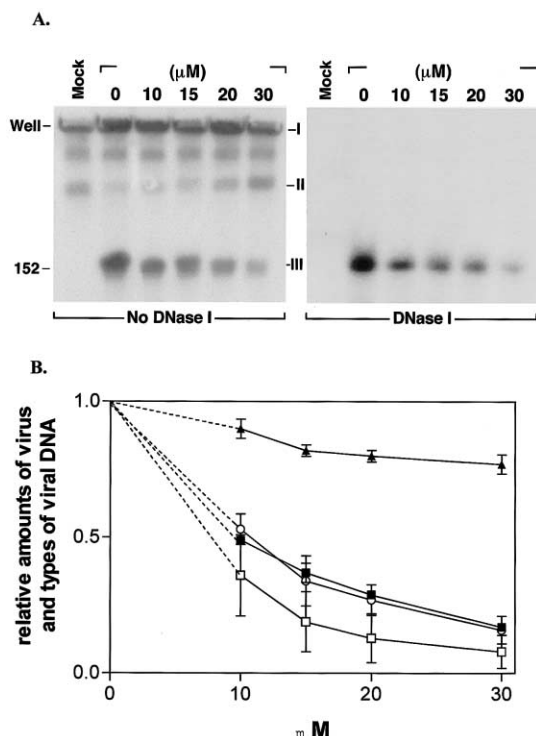 A.
(μM) (μM)
Mock 0 10 15 20 30 Mock 0 10 15 20 30
Well I
II
152 III
No DNase I DNase I
B.
relative amounts of virus
and types of viral DNA
1.0
0.5
0.0
0 10 20 30
m M